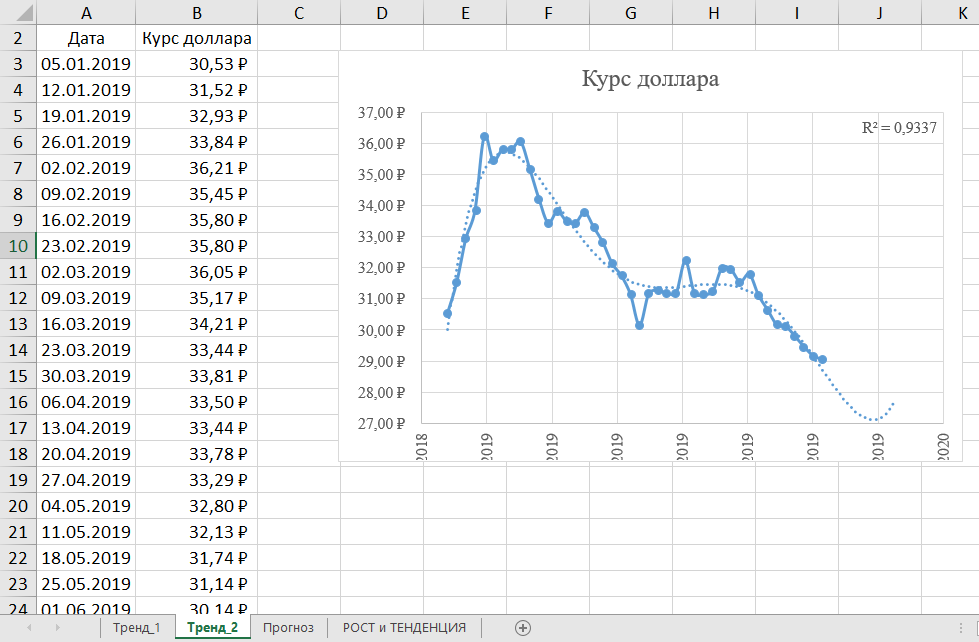 A B C D E F G H I J K
2 Дата Курс доллара
3 05.01.2019 30,53 ₽
4 12.01.2019 31,52 ₽
5 19.01.2019 32,93 ₽
6 26.01.2019 33,84 ₽
7 02.02.2019 36,21 ₽
8 09.02.2019 35,45 ₽
9 16.02.2019 35,80 ₽
10 23.02.2019 35,80 ₽
11 02.03.2019 36,05 ₽
12 09.03.2019 35,17 ₽
13 16.03.2019 34,21 ₽
14 23.03.2019 33,44 ₽
15 30.03.2019 33,81 ₽
16 06.04.2019 33,50 ₽
17 13.04.2019 33,44 ₽
18 20.04.2019 33,78 ₽
19 27.04.2019 33,29 ₽
20 04.05.2019 32,80 ₽
21 11.05.2019 32,13 ₽
22 18.05.2019 31,74 ₽
23 25.05.2019 31,14 ₽
24 01.06.2019 30,14 ₽
Курс доллара
R² = 0,9337
37,00 ₽
36,00 ₽
35,00 ₽
34,00 ₽
33,00 ₽
32,00 ₽
31,00 ₽
30,00 ₽
29,00 ₽
28,00 ₽
27,00 ₽
2018 2019 2019 2019 2019 2019 2019 2019 2020
Тренд_1 Тренд_2 Прогноз РОСТ и ТЕНДЕНЦИЯ